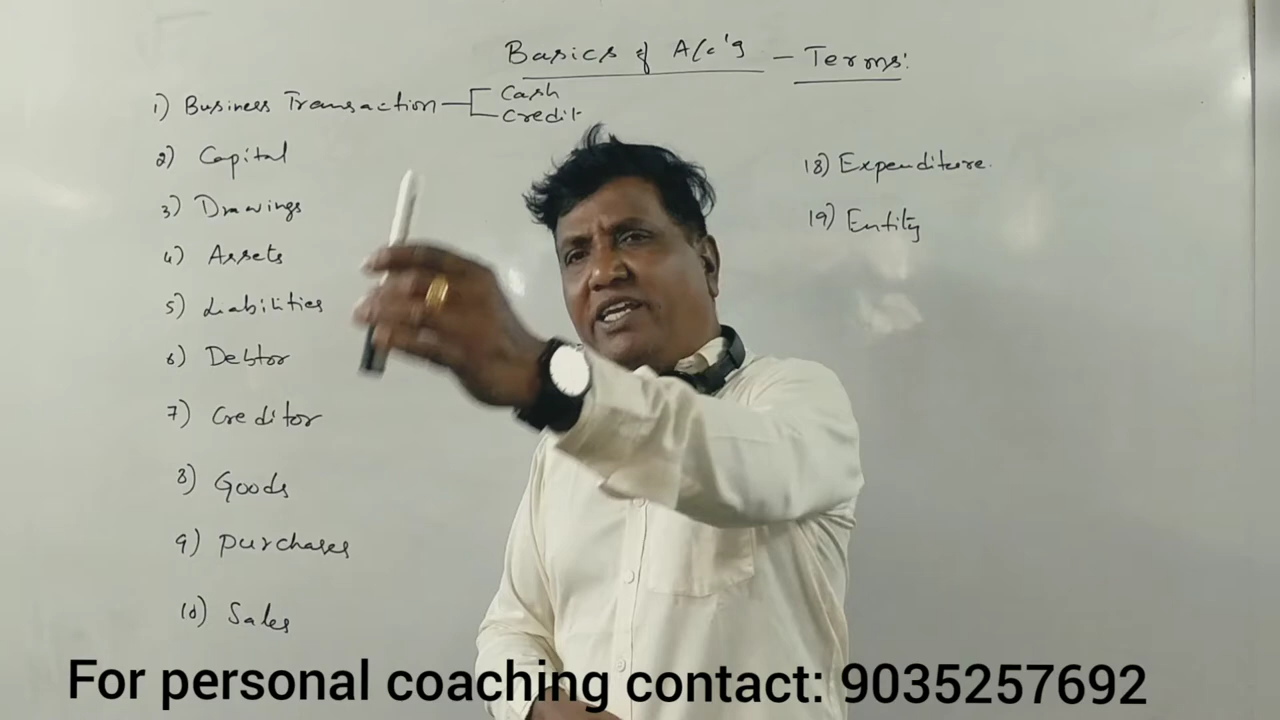 Basics of A/c'g - Terms:
1) Business Transaction
Cash
Credit
2) Capital
3) Drawings
4) Assets
5) Liabilities
6) Debtor
7) Creditor
8) Goods
9) purchases
10) Sales
18) Expenditure.
19) Entity
For personal coaching contact: 9035257692